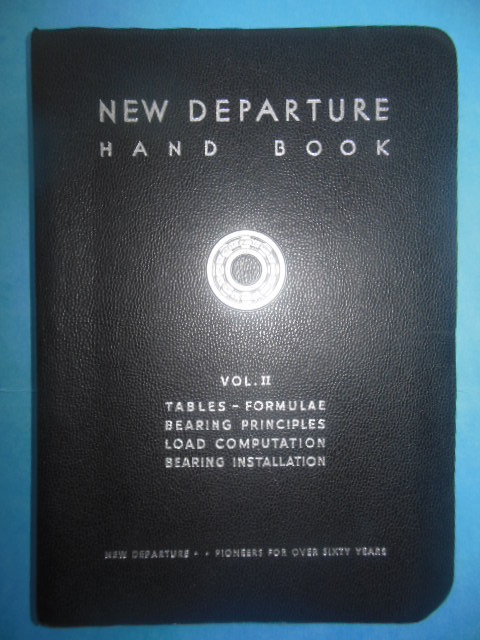 NEW DEPARTURE
HAND BOOK
VOL. II
TABLES - FORMULAE
BEARING PRINCIPLES
LOAD COMPUTATION
BEARING INSTALLATION
NEW DEPARTURE • • PIONEERS FOR OVER SIXTY YEARS